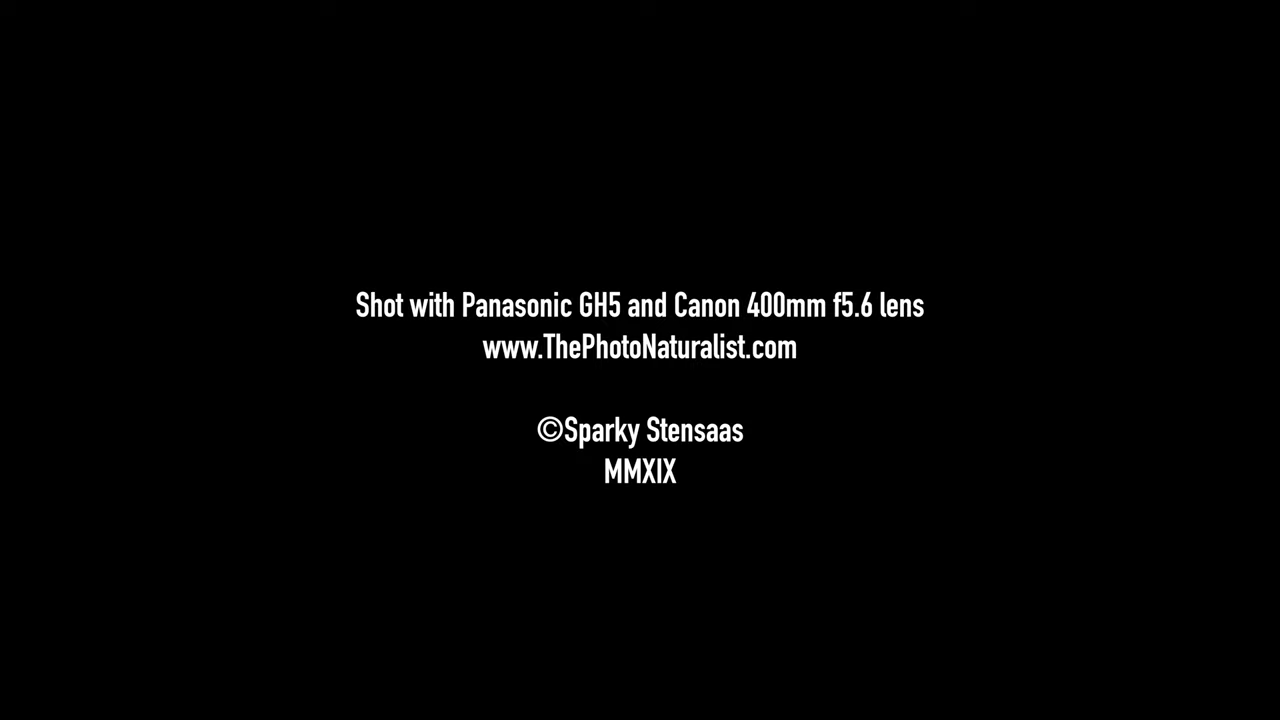 Shot with Panasonic GH5 and Canon 400mm f5.6 lens
www.ThePhotoNaturalist.com
©Sparky Stensaas
MMXIX